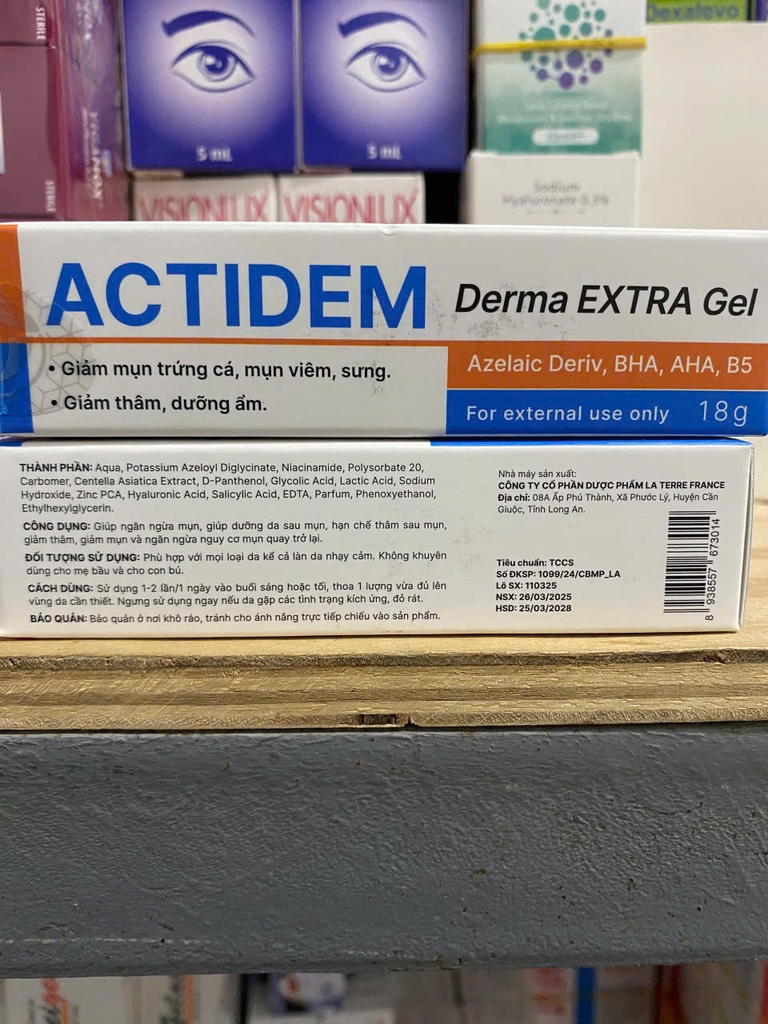 STERILE
STERILE
5 mL
5 mL
Dexalevo
VISIONLUX
VISIONLUX
Sodium
Hyaluronate 0.2%
ACTIDEM Derma EXTRA Gel
• Giảm mụn trứng cá, mụn viêm, sưng.
• Giảm thâm, dưỡng ẩm.
Azelaic Deriv, BHA, AHA, B5
For external use only 18g
THÀNH PHẦN: Aqua, Potassium Azeloyl Diglycinate, Niacinamide, Polysorbate 20,
Carbomer, Centella Asiatica Extract, D-Panthenol, Glycolic Acid, Lactic Acid, Sodium
Hydroxide, Zinc PCA, Hyaluronic Acid, Salicylic Acid, EDTA, Parfum, Phenoxyethanol,
Ethylhexylglycerin.
CÔNG DỤNG: Giúp ngăn ngừa mụn, giúp dưỡng da sau mụn, hạn chế thâm sau mụn,
giảm thâm, giảm mụn và ngăn ngừa nguy cơ mụn quay trở lại.
ĐỐI TƯỢNG SỬ DỤNG: Phù hợp với mọi loại da kể cả làn da nhạy cảm. Không khuyên
dùng cho mẹ bầu và cho con bú.
CÁCH DÙNG: Sử dụng 1-2 lần/1 ngày vào buổi sáng hoặc tối, thoa 1 lượng vừa đủ lên
vùng da cần thiết. Ngưng sử dụng ngay nếu da gặp các tình trạng kích ứng, đỏ rát.
BẢO QUẢN: Bảo quản ở nơi khô ráo, tránh cho ánh nắng trực tiếp chiếu vào sản phẩm.
Nhà máy sản xuất:
CÔNG TY CỔ PHẦN DƯỢC PHẨM LA TERRE FRANCE
Địa chỉ: 08A Ấp Phú Thành, Xã Phước Lý, Huyện Cần
Giuộc, Tỉnh Long An.
Tiêu chuẩn: TCCS
Số ĐKSP: 1099/24/CBMP_LA
Lô SX: 110325
NSX: 26/03/2025
HSD: 25/03/2028
8 938557 673014